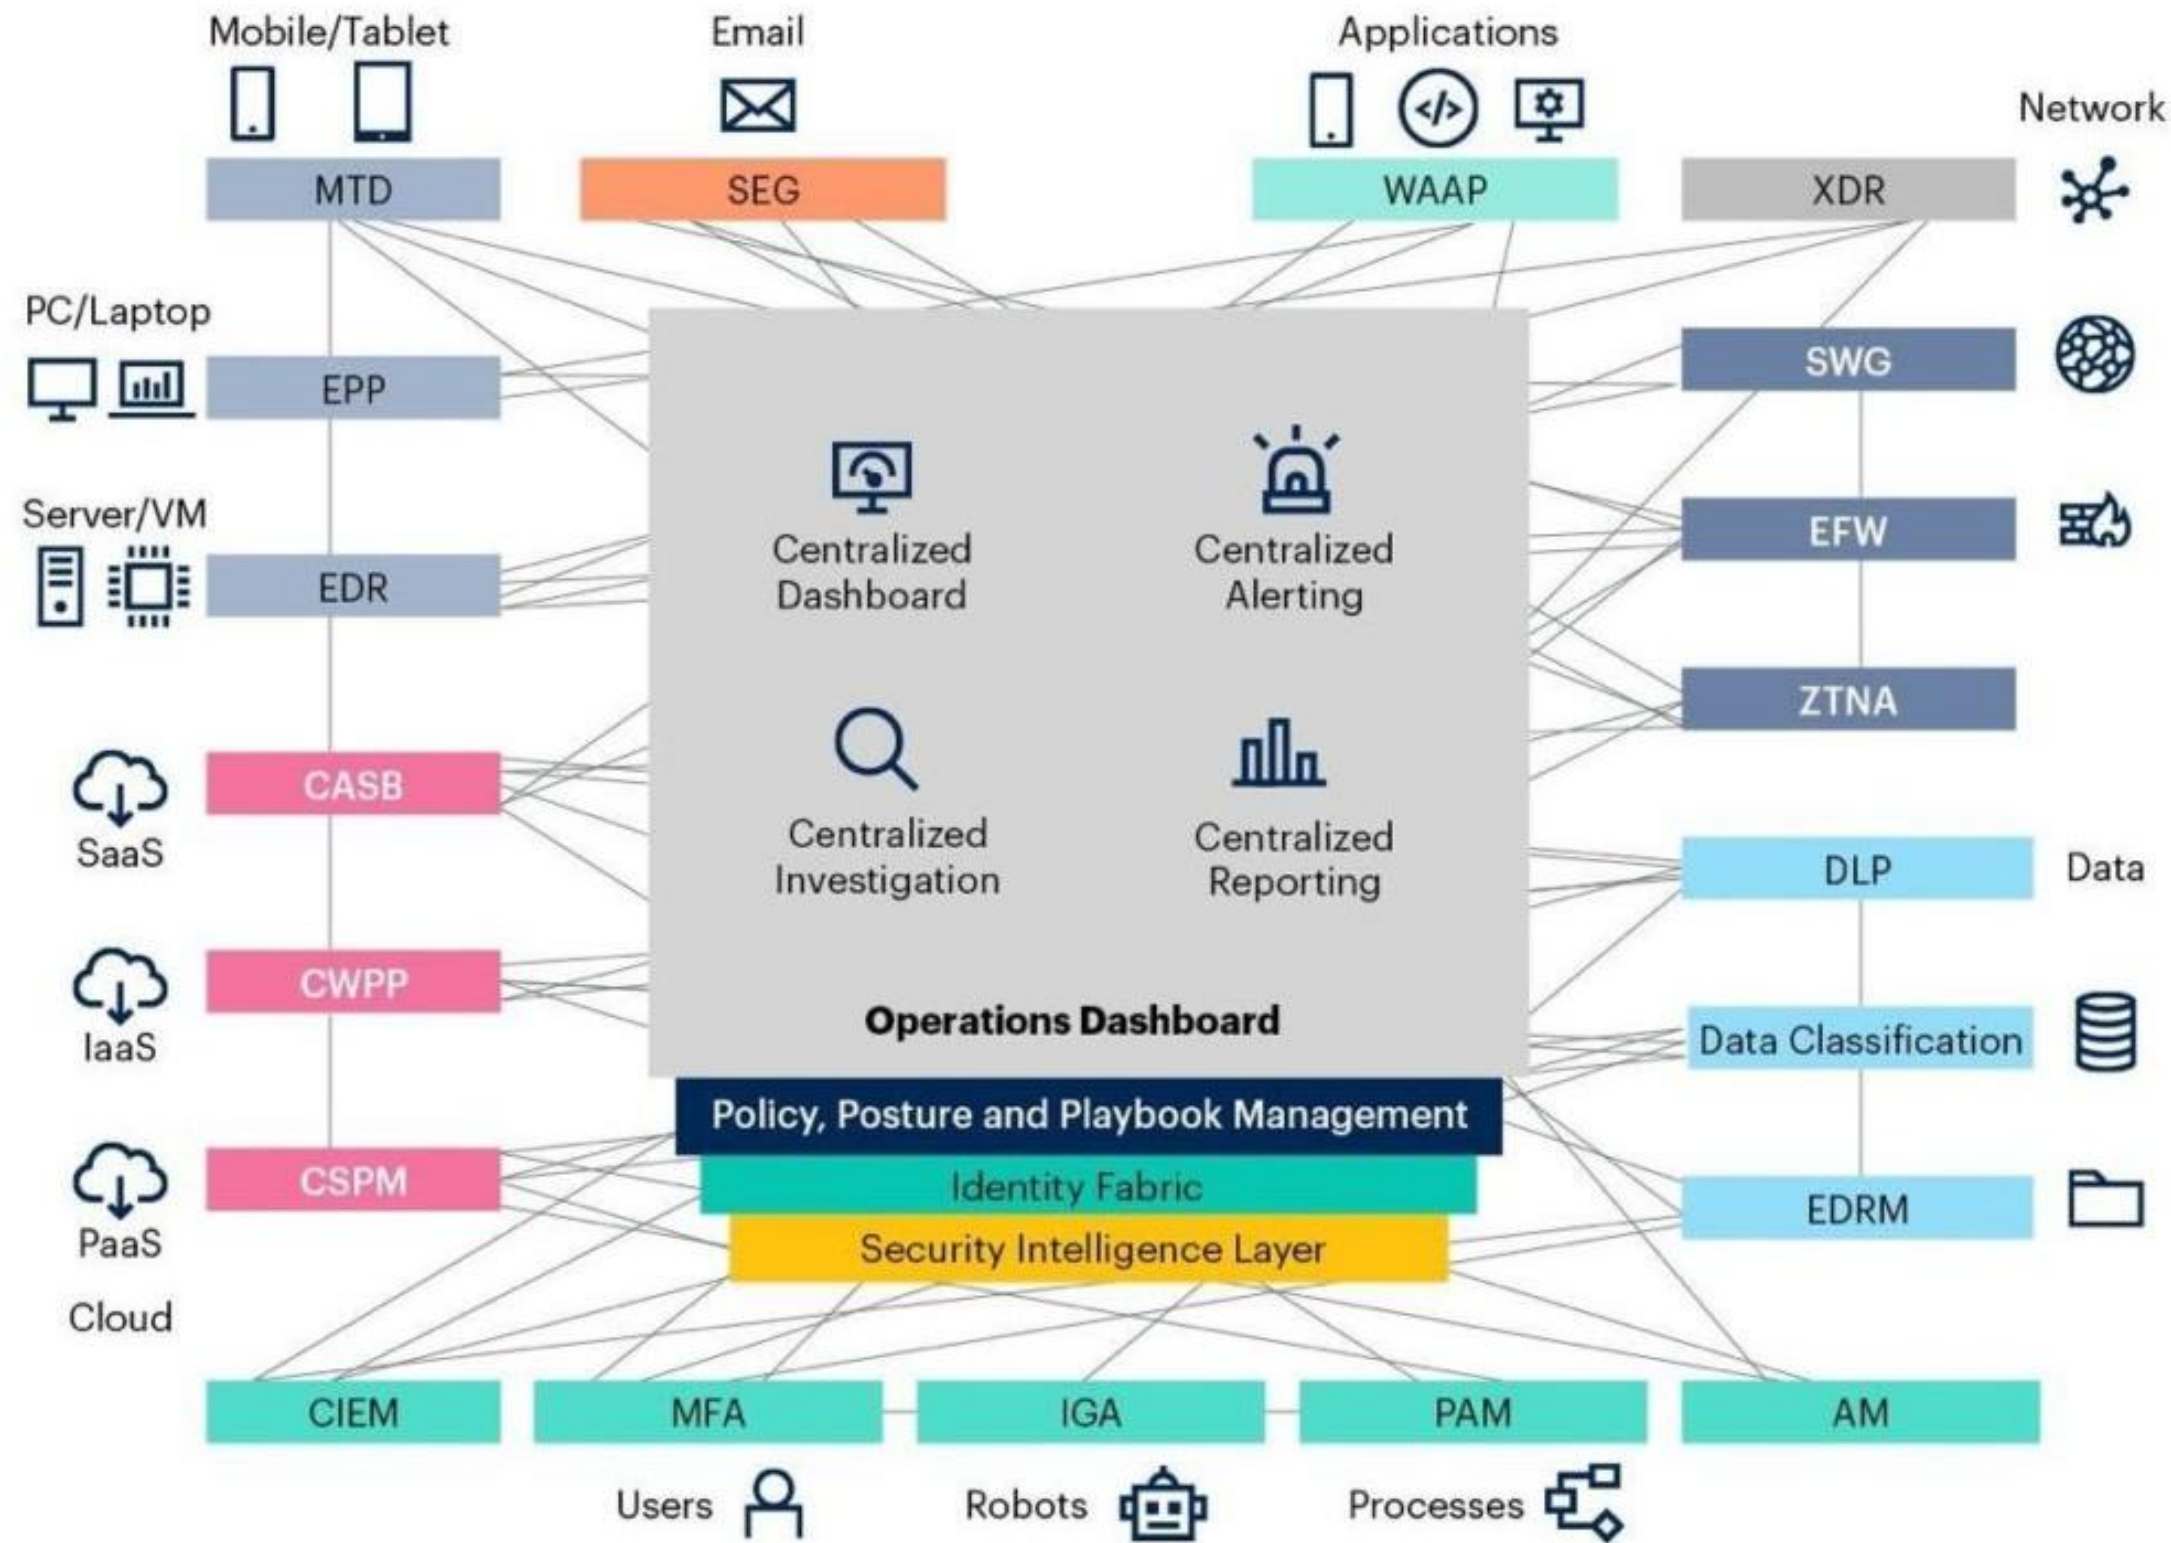 Mobile/Tablet
Email
Applications
Network
MTD
SEG
WAAP
XDR
PC/Laptop
EPP
SWG
Server/VM
EDR
EFW
Centralized
Dashboard
Centralized
Alerting
ZTNA
CASB
SaaS
Centralized
Investigation
Centralized
Reporting
DLP
Data
CWPP
IaaS
Operations Dashboard
Data Classification
Policy, Posture and Playbook Management
CSPM
PaaS
Identity Fabric
EDRM
Security Intelligence Layer
Cloud
CIEM
MFA
IGA
PAM
AM
Users
Robots
Processes